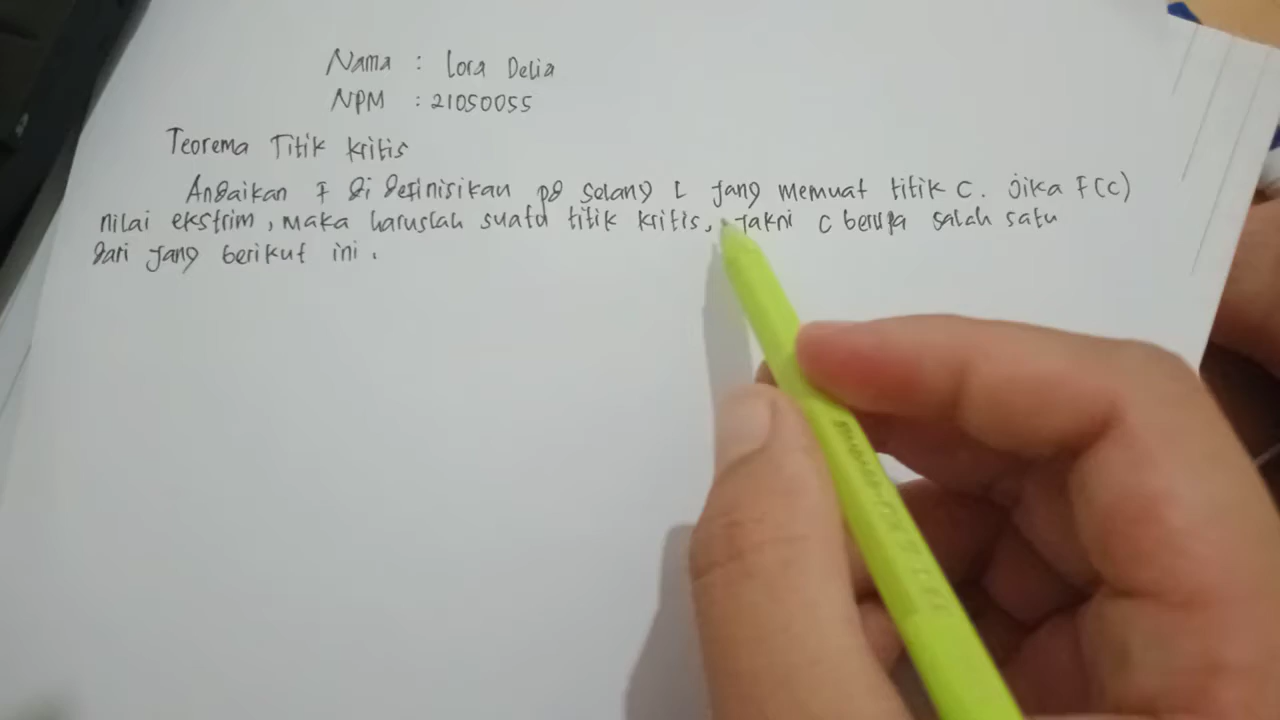 Nama : Lora Delia
NPM : 21050055
Teorema Titik Kritis
Andaikan F di definisikan pd Selang I yang memuat titik C. Jika F(c)
nilai ekstrim, maka haruslah suatu titik kritis, yakni c berupa salah satu
dari yang berikut ini.